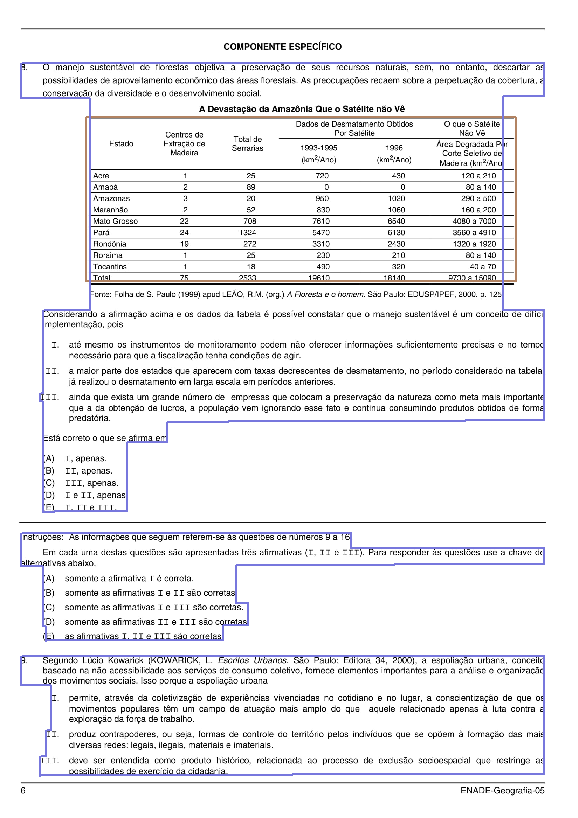 COMPONENTE ESPECÍFICO
8. O manejo sustentável de florestas objetiva a preservação de seus recursos naturais, sem, no entanto, descartar as
possibilidades de aproveitamento econômico das áreas florestais. As preocupações recaem sobre a perpetuação da cobertura, a
conservação da diversidade e o desenvolvimento social.
A Devastação da Amazônia Que o Satélite não Vê
Estado Centros de Extração de Madeira Total de Serrarias Dados de Desmatamento Obtidos Por Satélite O que o Satélite Não Vê
1993-1995 (km²/Ano) 1996 (km²/Ano) Área Degradada Por Corte Seletivo de Madeira (km²/Ano)
Acre 1 25 720 430 120 a 210
Amapá 2 89 0 0 80 a 140
Amazonas 3 20 950 1020 290 a 500
Maranhão 2 52 830 1060 160 a 200
Mato Grosso 22 708 7610 6540 4080 a 7000
Pará 24 1324 5470 6130 3560 a 4910
Rondônia 19 272 3310 2430 1320 a 1920
Roraima 1 25 230 210 80 a 140
Tocantins 1 18 490 320 40 a 70
Total 75 2533 19610 18140 9730 a 15090
Fonte: Folha de S. Paulo (1999) apud LEÃO, R.M. (org.) A Floresta e o homem. São Paulo: EDUSP/IPEF, 2000. p. 125
Considerando a afirmação acima e os dados da tabela é possível constatar que o manejo sustentável é um conceito de difícil
implementação, pois
I. até mesmo os instrumentos de monitoramento podem não oferecer informações suficientemente precisas e no tempo
necessário para que a fiscalização tenha condições de agir.
II. a maior parte dos estados que aparecem com taxas decrescentes de desmatamento, no período considerado na tabela,
já realizou o desmatamento em larga escala em períodos anteriores.
III. ainda que exista um grande número de empresas que colocam a preservação da natureza como meta mais importante
que a da obtenção de lucros, a população vem ignorando esse fato e continua consumindo produtos obtidos de forma
predatória.
Está correto o que se afirma em
(A) I, apenas.
(B) II, apenas.
(C) III, apenas.
(D) I e II, apenas.
(E) I, II e III.
Instruções: As informações que seguem referem-se às questões de números 9 a 16.
Em cada uma destas questões são apresentadas três afirmativas (I, II e III). Para responder às questões use a chave de
alternativas abaixo.
(A) somente a afirmativa I é correta.
(B) somente as afirmativas I e II são corretas.
(C) somente as afirmativas I e III são corretas.
(D) somente as afirmativas II e III são corretas.
(E) as afirmativas I, II e III são corretas.
9. Segundo Lúcio Kowarick (KOWARICK, L. Escritos Urbanos. São Paulo: Editora 34, 2000), a espoliação urbana, conceito
baseado na não acessibilidade aos serviços de consumo coletivo, fornece elementos importantes para a análise e organização
dos movimentos sociais. Isso porque a espoliação urbana
I. permite, através da coletivização de experiências vivenciadas no cotidiano e no lugar, a conscientização de que os
movimentos populares têm um campo de atuação mais amplo do que aquele relacionado apenas à luta contra a
exploração da força de trabalho.
II. produz contrapoderes, ou seja, formas de controle do território pelos indivíduos que se opõem à formação das mais
diversas redes: legais, ilegais, materiais e imateriais.
III. deve ser entendida como produto histórico, relacionada ao processo de exclusão socioespacial que restringe as
possibilidades de exercício da cidadania.
6 ENADE-Geografia-05